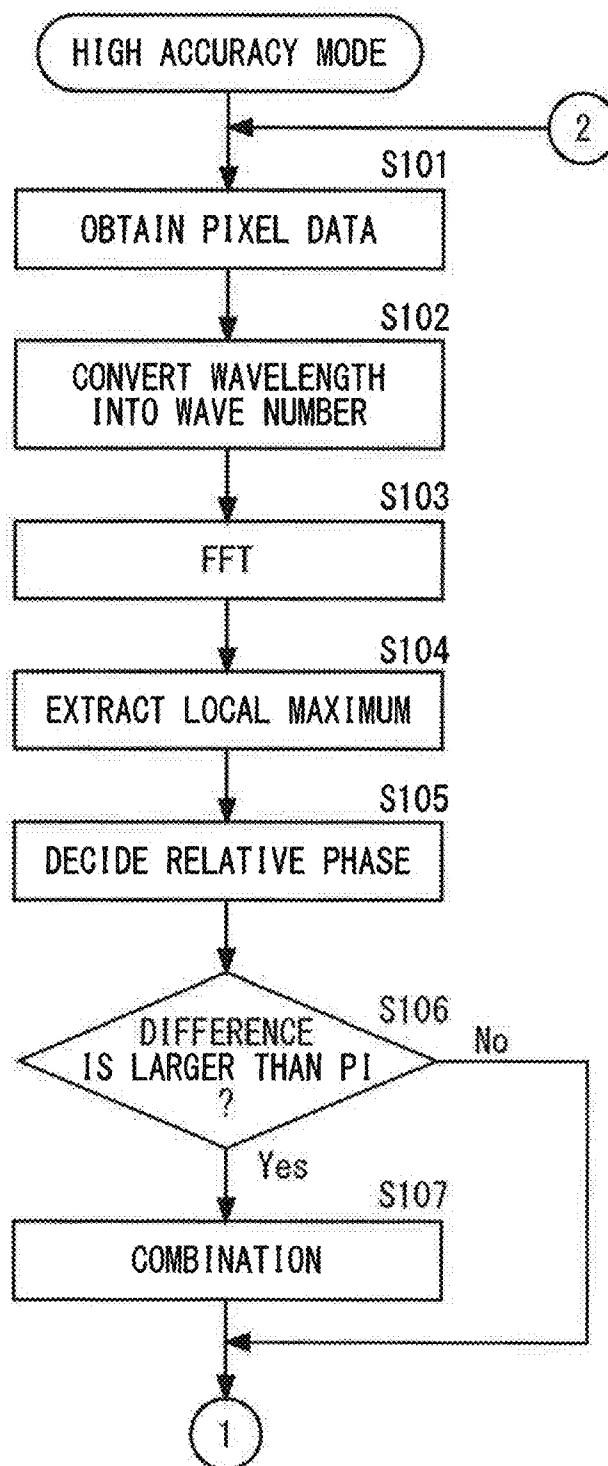 HIGH ACCURACY MODE
2
S101
OBTAIN PIXEL DATA
S102
CONVERT WAVELENGTH
INTO WAVE NUMBER
S103
FFT
S104
EXTRACT LOCAL MAXIMUM
S105
DECIDE RELATIVE PHASE
S106
DIFFERENCE
IS LARGER THAN PI
?
No
Yes
S107
COMBINATION
1